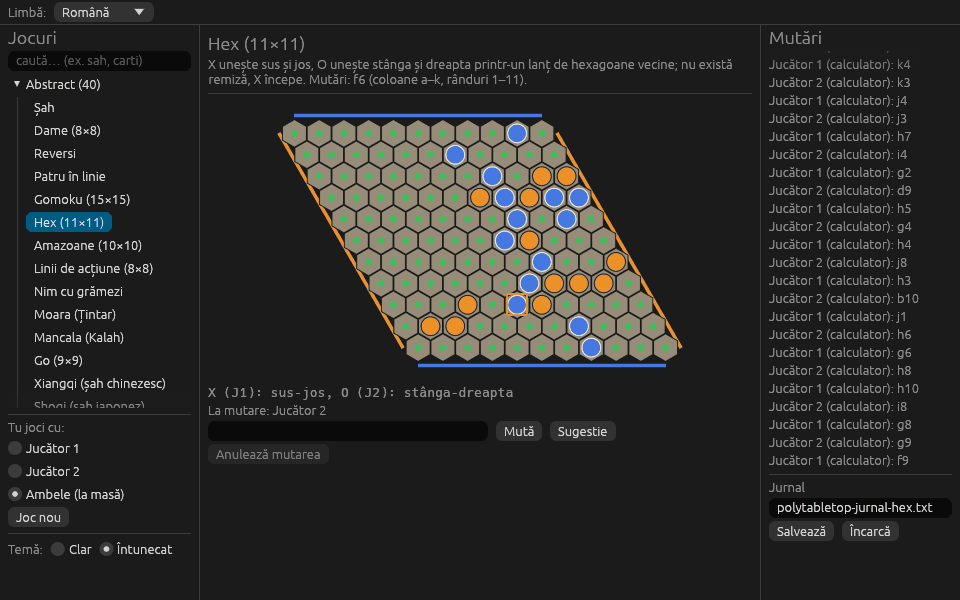 Limbă: Română
Jocuri
caută... (ex. sah, carti)
Abstract (40)
Șah
Dame (8×8)
Reversi
Patru în linie
Gomoku (15×15)
Hex (11×11)
Amazoane (10×10)
Linii de acțiune (8×8)
Nim cu grămezi
Moara (Țintar)
Mancala (Kalah)
Go (9×9)
Xiangqi (șah chinezesc)
Shogi (șah japonez)
Tu joci cu:
Jucător 1
Jucător 2
Ambele (la masă)
Joc nou
Temă: Clar Întunecat
Hex (11×11)
X unește sus și jos, O unește stânga și dreapta printr-un lanț de hexagoane vecine; nu există
remiză, X începe. Mutări: f6 (coloane a–k, rânduri 1–11).
X (J1): sus-jos, O (J2): stânga-dreapta
La mutare: Jucător 2
Mută Sugestie
Anulează mutarea
Mutări
Jucător 1 (calculator): k4
Jucător 2 (calculator): k3
Jucător 1 (calculator): j4
Jucător 2 (calculator): j3
Jucător 1 (calculator): h7
Jucător 2 (calculator): i4
Jucător 1 (calculator): g2
Jucător 2 (calculator): d9
Jucător 1 (calculator): h5
Jucător 2 (calculator): g4
Jucător 1 (calculator): h4
Jucător 2 (calculator): j8
Jucător 1 (calculator): h3
Jucător 2 (calculator): b10
Jucător 1 (calculator): j1
Jucător 2 (calculator): h6
Jucător 1 (calculator): g6
Jucător 2 (calculator): h8
Jucător 1 (calculator): h10
Jucător 2 (calculator): i8
Jucător 1 (calculator): g8
Jucător 2 (calculator): g9
Jucător 1 (calculator): f9
Jurnal
polytabletop-jurnal-hex.txt
Salvează Încarcă